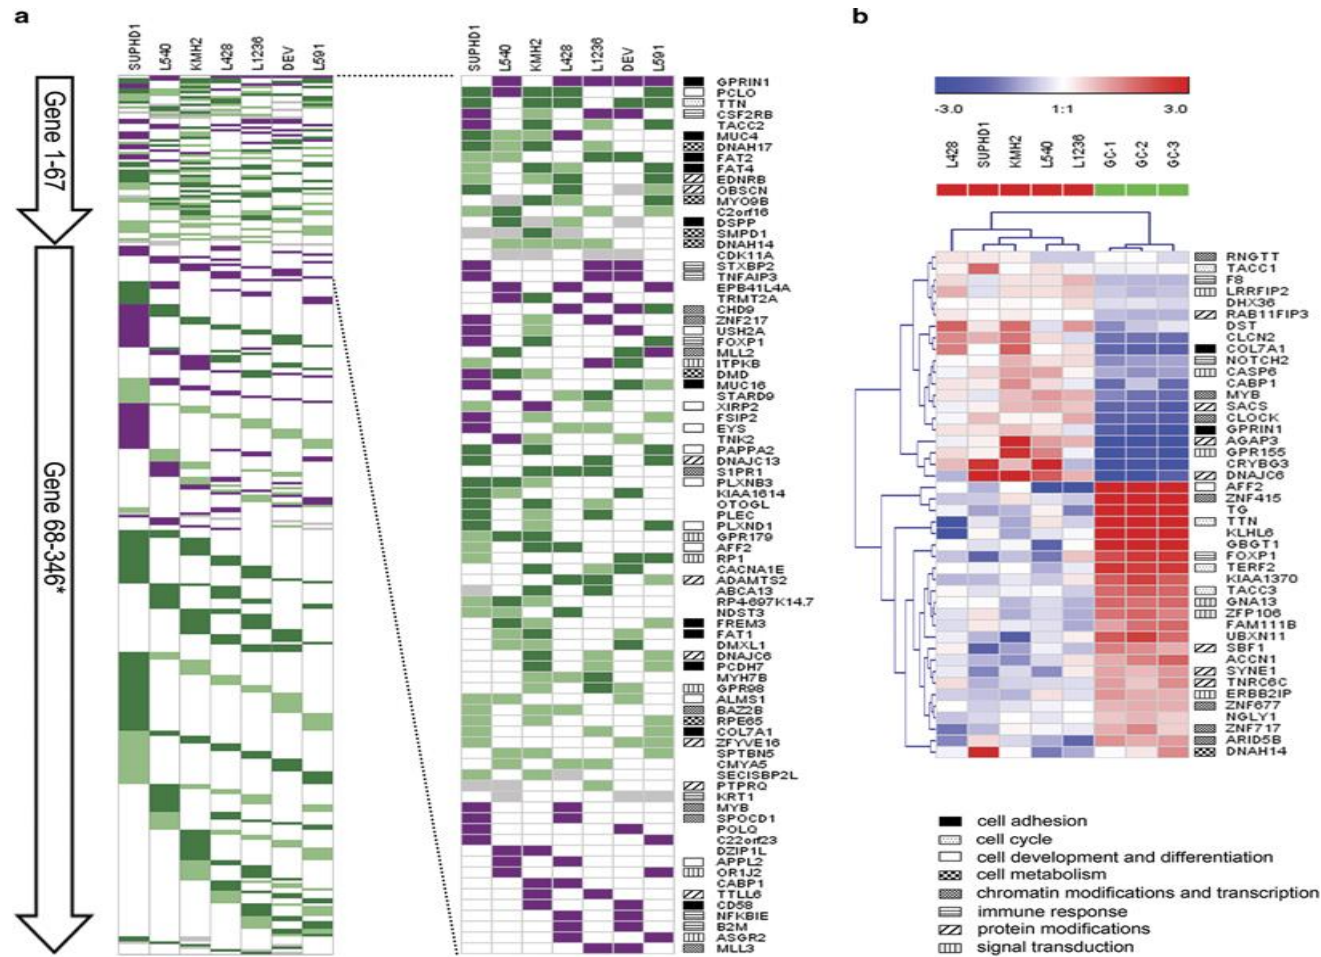 a
SUPHD1
L540
KMH2
L428
L1236
DEV
L591
Gene 1-67
Gene 68-346*
SUPHD1
L540
KMH2
L428
L1236
DEV
L591
GPRIN1
PCLO
TTN
CSF2RB
TACC2
MUC4
DNAH17
FAT2
FAT4
EDNRB
OBSCN
MYO9B
C2orf16
DSPP
SMPD1
DNAH14
CDK11A
STXBP2
TNFAIP3
EPB41L4A
TRMT2A
CHD9
ZNF217
USH2A
FOXP1
MLL2
ITPKB
DMD
MUC16
STARD9
XIRP2
FSIP2
EYS
TNK2
PAPPA2
DNAJC13
S1PR1
PLXNB3
KIAA1614
OTOGL
PLEC
PLXND1
GPR179
AFF2
RP1
CACNA1E
ADAMTS2
ABCA13
RP4-697K14.7
NDST3
FREM3
FAT1
DMXL1
DNAJC6
PCDH7
MYH7B
GPR98
ALMS1
BAZ2B
RPE65
COL7A1
ZFYVE16
SPTBN5
CMYA5
SECISBP2L
PTPRQ
KRT1
MYB
SPOCD1
POLQ
C22orf23
DZIP1L
APPL2
OR1J2
CABP1
TTLL6
CD58
NFKBIE
B2M
ASGR2
MLL3
b
-3.0 1:1 3.0
L428
SUPHD1
KMH2
L540
L1236
GC-1
GC-2
GC-3
RNGTT
TACC1
F8
LRRFIP2
DHX36
RAB11FIP3
DST
CLCN2
COL7A1
NOTCH2
CASP6
CABP1
MYB
SACS
CLOCK
GPRIN1
AGAP3
GPR155
CRYBG3
DNAJC6
AFF2
ZNF415
TG
TTN
KLHL6
GBGT1
FOXP1
TERF2
KIAA1370
TACC3
GNA13
ZFP106
FAM111B
UBXN11
SBF1
ACCN1
SYNE1
TNRC6C
ERBB2IP
ZNF677
NGLY1
ZNF717
ARID5B
DNAH14
cell adhesion
cell cycle
cell development and differentiation
cell metabolism
chromatin modifications and transcription
immune response
protein modifications
signal transduction